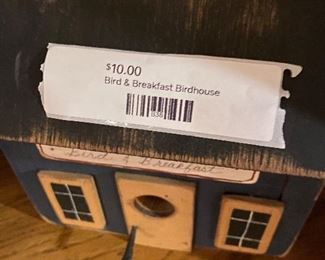 $10.00
Bird & Breakfast Birdhouse
Bird & Breakfast